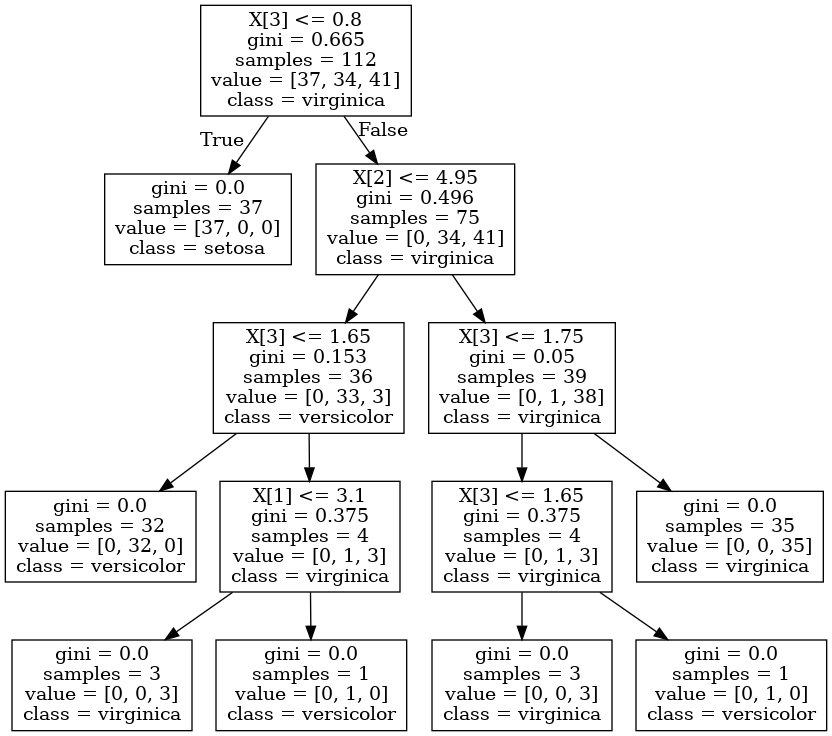 X[3] <= 0.8
gini = 0.665
samples = 112
value = [37, 34, 41]
class = virginica
True
False
gini = 0.0
samples = 37
value = [37, 0, 0]
class = setosa
X[2] <= 4.95
gini = 0.496
samples = 75
value = [0, 34, 41]
class = virginica
X[3] <= 1.65
gini = 0.153
samples = 36
value = [0, 33, 3]
class = versicolor
X[3] <= 1.75
gini = 0.05
samples = 39
value = [0, 1, 38]
class = virginica
gini = 0.0
samples = 32
value = [0, 32, 0]
class = versicolor
X[1] <= 3.1
gini = 0.375
samples = 4
value = [0, 1, 3]
class = virginica
X[3] <= 1.65
gini = 0.375
samples = 4
value = [0, 1, 3]
class = virginica
gini = 0.0
samples = 35
value = [0, 0, 35]
class = virginica
gini = 0.0
samples = 3
value = [0, 0, 3]
class = virginica
gini = 0.0
samples = 1
value = [0, 1, 0]
class = versicolor
gini = 0.0
samples = 3
value = [0, 0, 3]
class = virginica
gini = 0.0
samples = 1
value = [0, 1, 0]
class = versicolor